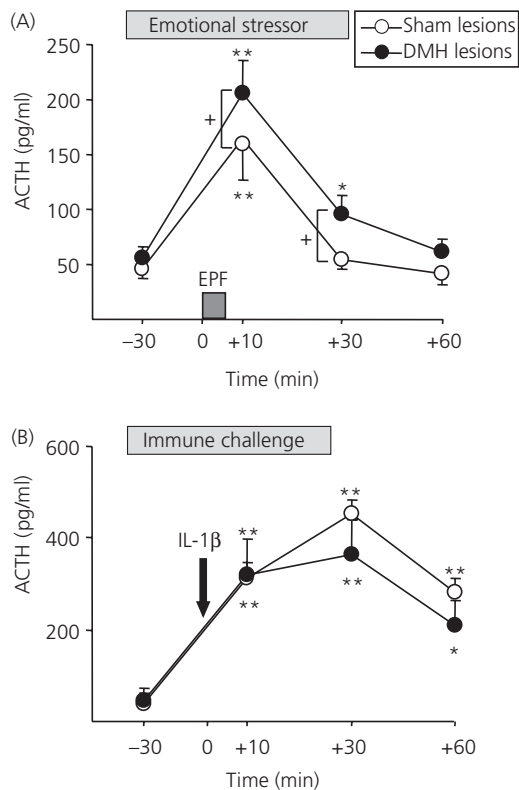 (A)
Emotional stressor
Sham lesions
DMH lesions
ACTH (pg/ml)
250
200
150
100
50
**
+
**
*
+
EPF
−30
0
+10
+30
+60
Time (min)
(B)
Immune challenge
ACTH (pg/ml)
600
400
200
IL-1β
**
**
**
**
**
*
−30
0
+10
+30
+60
Time (min)